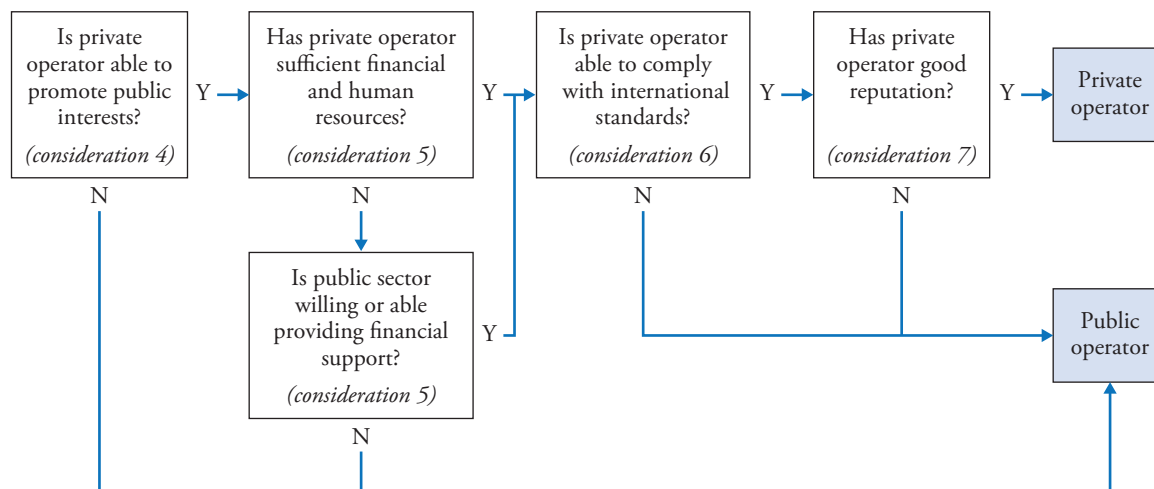 Is private
operator able to
promote public
interests?
(consideration 4)
Y
N
Has private operator
sufficient financial
and human
resources?
(consideration 5)
Y
N
Is public sector
willing or able
providing financial
support?
(consideration 5)
Y
N
Is private operator
able to comply
with international
standards?
(consideration 6)
Y
N
Has private
operator good
reputation?
(consideration 7)
Y
N
Private
operator
Public
operator